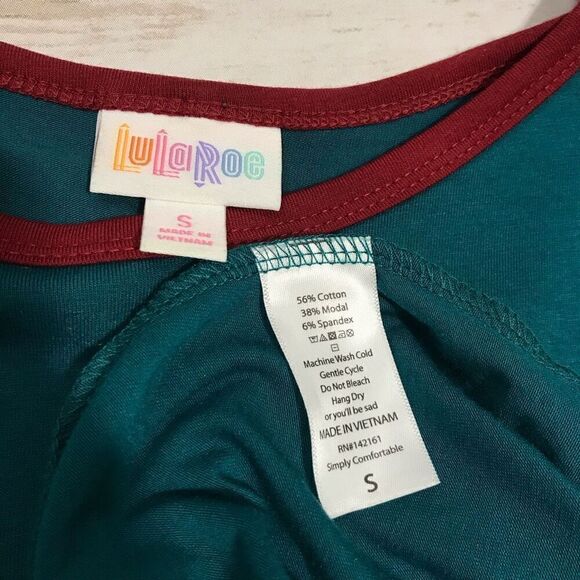 LuLaRoe
S
MADE IN
VIETNAM
56% Cotton
38% Modal
6% Spandex
Machine Wash Cold
Gentle Cycle
Do Not Bleach
Hang Dry
or you'll be sad
MADE IN VIETNAM
RN#142161
Simply Comfortable
S